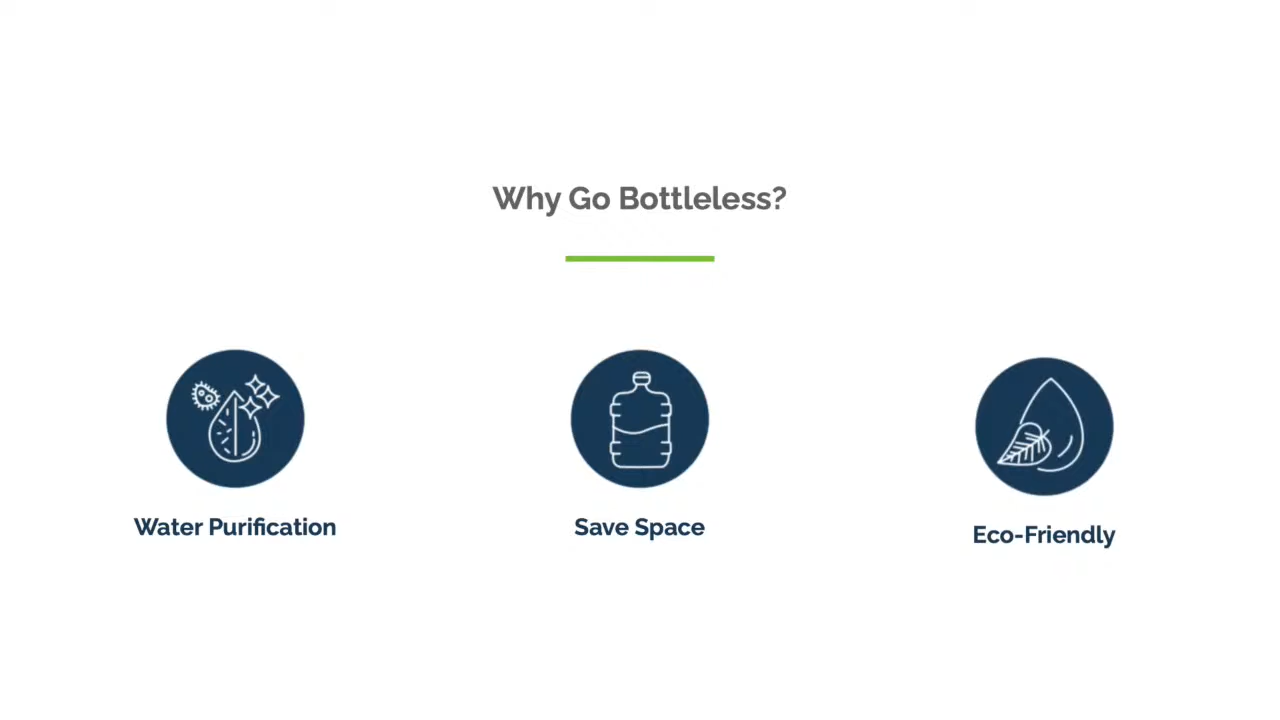 Why Go Bottleless?
Water Purification
Save Space
Eco-Friendly